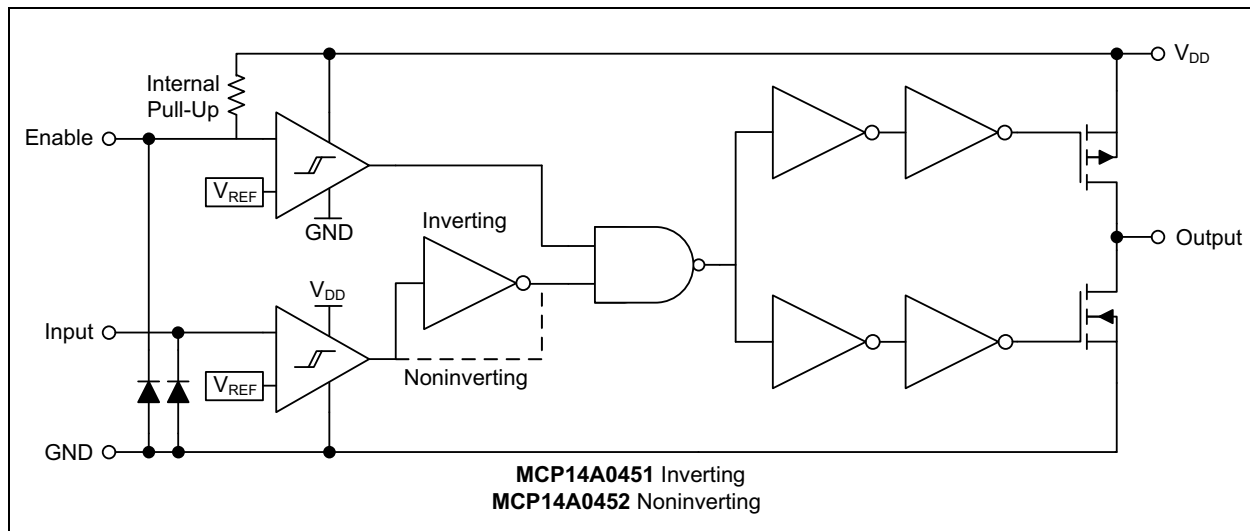 V_DD
Internal
Pull-Up
Enable
V_REF
GND
Inverting
Output
V_DD
Input
Noninverting
V_REF
GND
MCP14A0451 Inverting
MCP14A0452 Noninverting